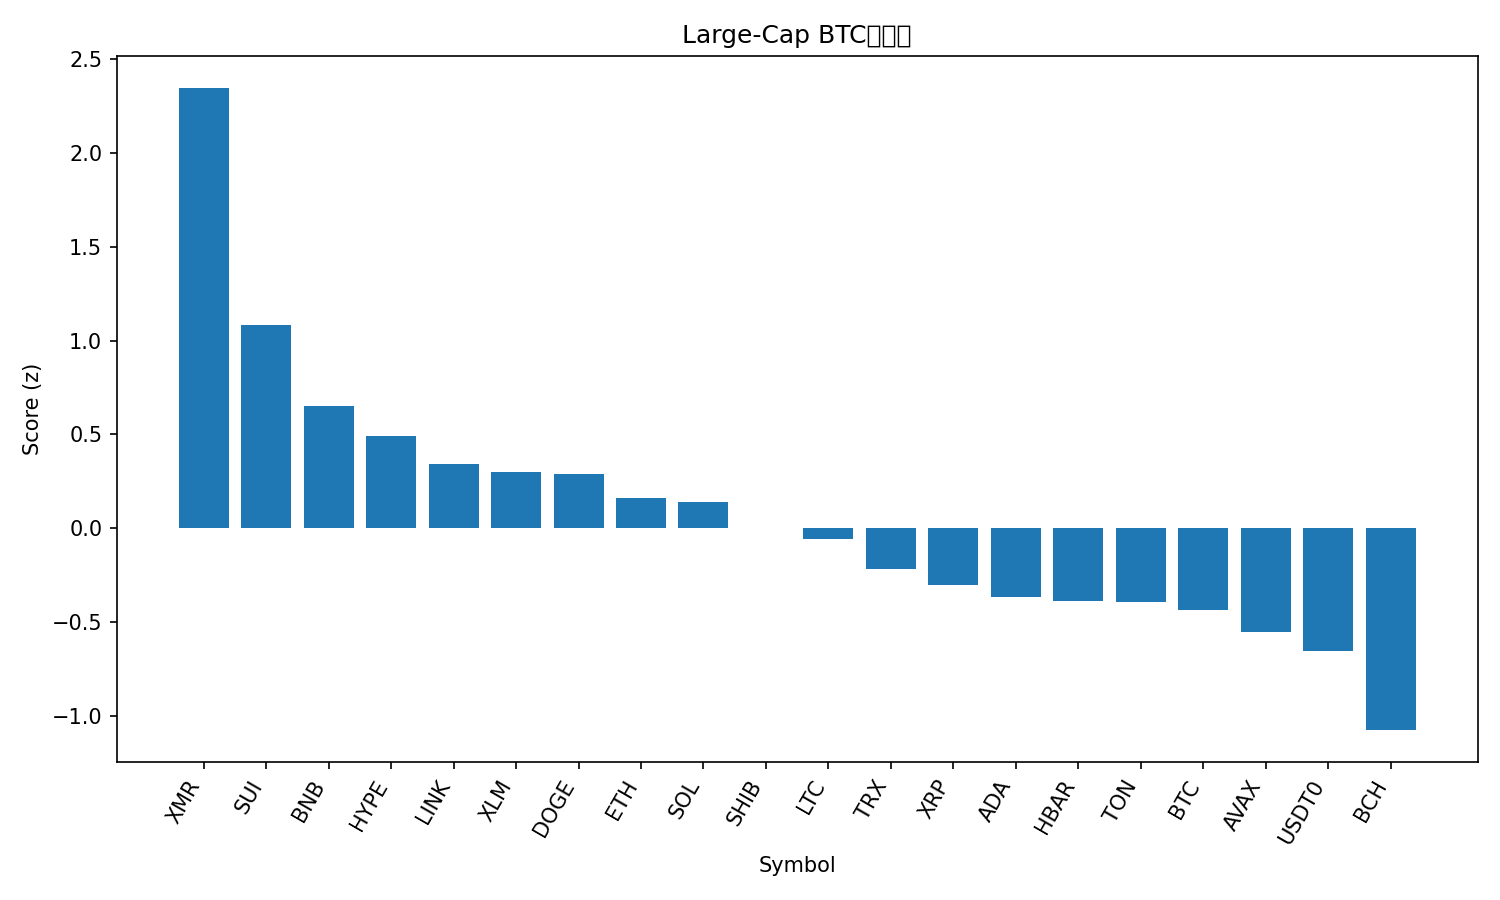 Large-Cap BTC
Score (z)
2.5
2.0
1.5
1.0
0.5
0.0
−0.5
−1.0
XMR
SUI
BNB
HYPE
LINK
XLM
DOGE
ETH
SOL
SHIB
LTC
TRX
XRP
ADA
HBAR
TON
BTC
AVAX
USDT0
BCH
Symbol